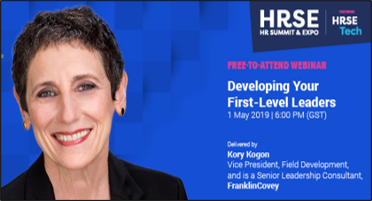 HRSE
HR SUMMIT & EXPO
HRSE
Tech
FREE-TO-ATTEND WEBINAR
Developing Your
First-Level Leaders
1 May 2019 | 6:00 PM (GST)
Delivered by
Kory Kogon
Vice President, Field Development,
and is a Senior Leadership Consultant,
FranklinCovey